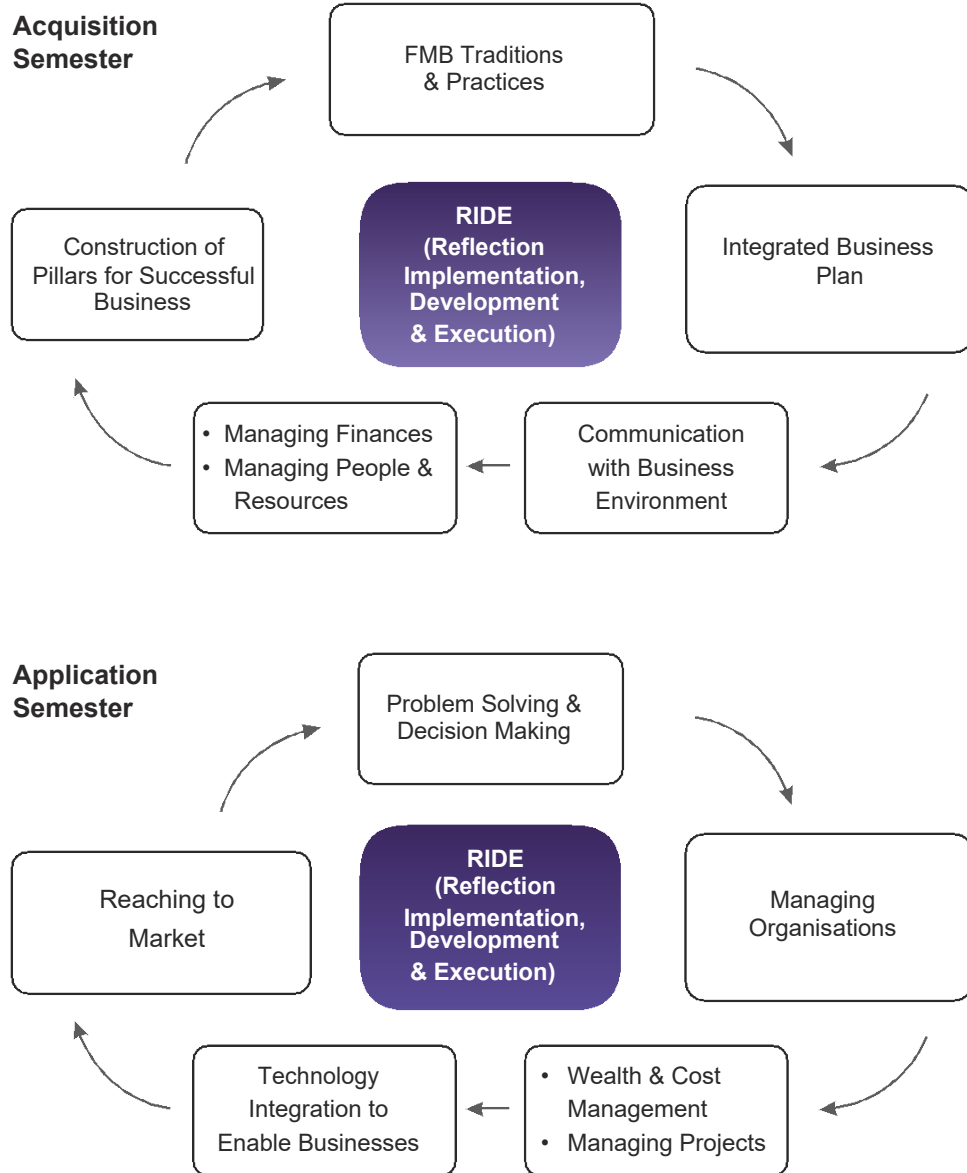 Acquisition
Semester
FMB Traditions
& Practices
Construction of
Pillars for Successful
Business
RIDE
(Reflection
Implementation,
Development
& Execution)
Integrated Business
Plan
• Managing Finances
• Managing People &
Resources
Communication
with Business
Environment
Application
Semester
Problem Solving &
Decision Making
Reaching to
Market
RIDE
(Reflection
Implementation,
Development
& Execution)
Managing
Organisations
Technology
Integration to
Enable Businesses
• Wealth & Cost
Management
• Managing Projects